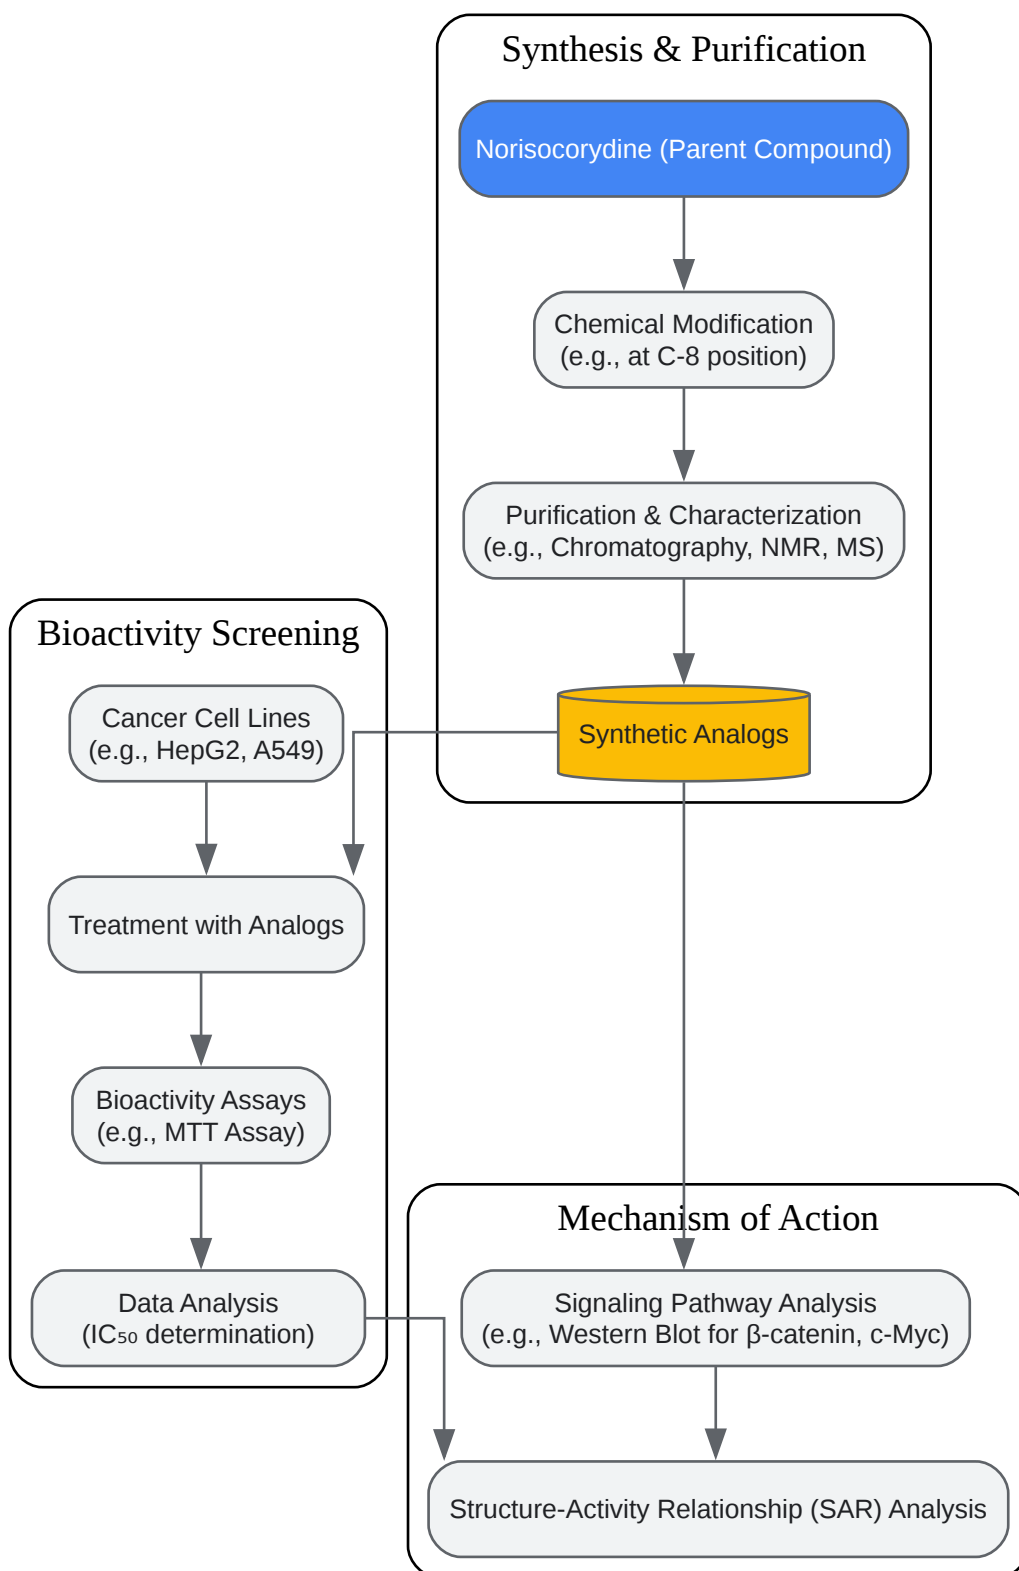 Synthesis & Purification
Norisocorydine (Parent Compound)
Chemical Modification
(e.g., at C-8 position)
Purification & Characterization
(e.g., Chromatography, NMR, MS)
Synthetic Analogs
Bioactivity Screening
Cancer Cell Lines
(e.g., HepG2, A549)
Treatment with Analogs
Bioactivity Assays
(e.g., MTT Assay)
Data Analysis
(IC₅₀ determination)
Mechanism of Action
Signaling Pathway Analysis
(e.g., Western Blot for β-catenin, c-Myc)
Structure-Activity Relationship (SAR) Analysis